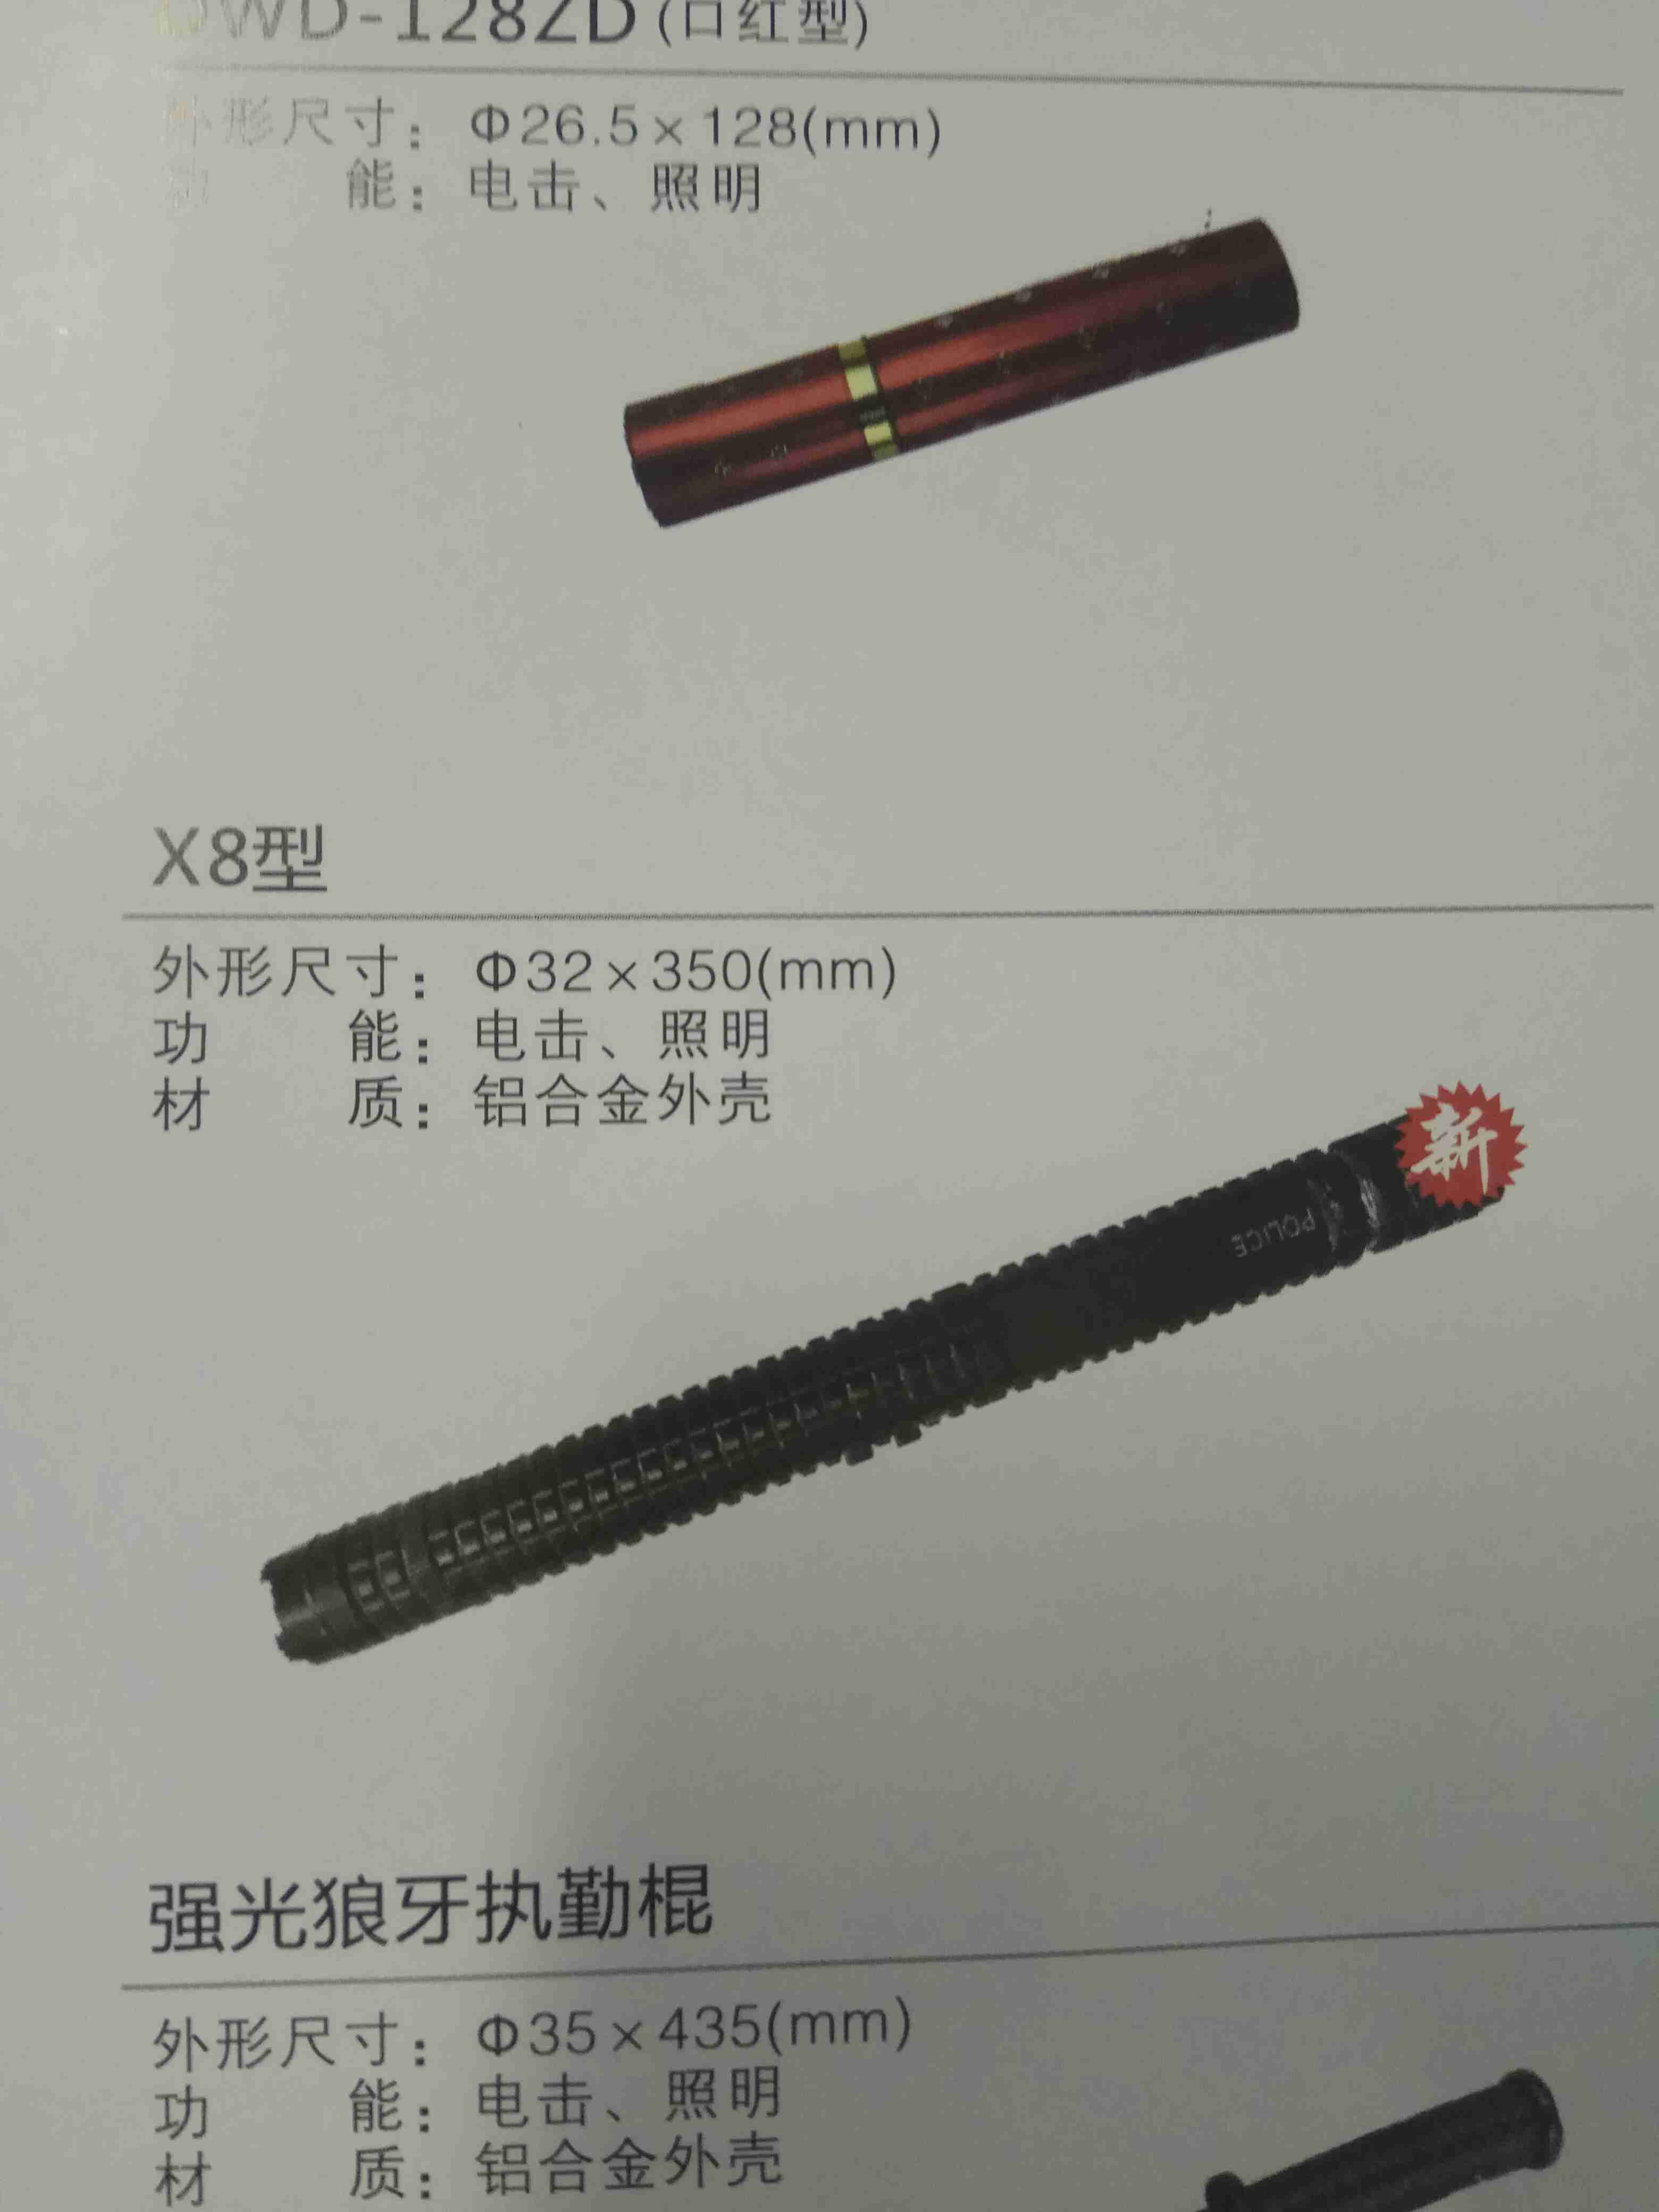 OWD-128ZD(口红型)
外形尺寸：Φ26.5×128(mm)
功能：电击、照明
X8型
外形尺寸：Φ32×350(mm)
功能：电击、照明
材质：铝合金外壳
新
POLICE
强光狼牙执勤棍
外形尺寸：Φ35×435(mm)
功能：电击、照明
材质：铝合金外壳